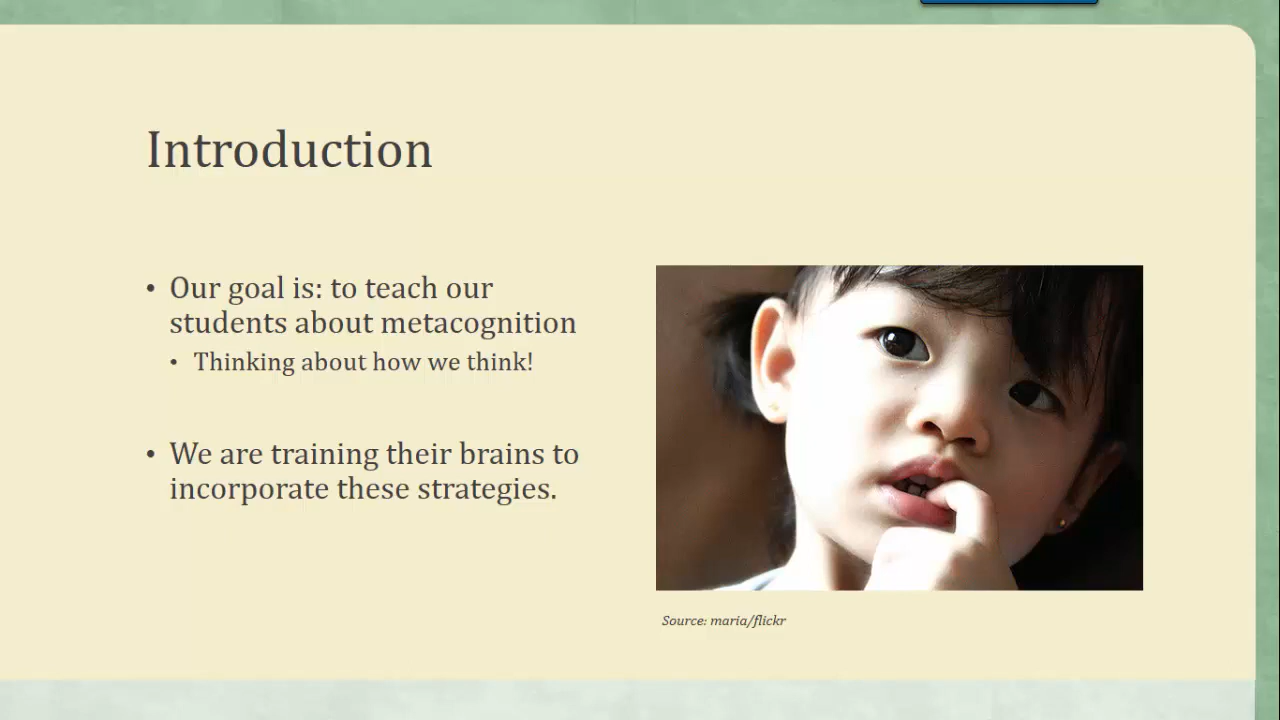 Introduction
• Our goal is: to teach our
students about metacognition
• Thinking about how we think!
• We are training their brains to
incorporate these strategies.
Source: maria/flickr